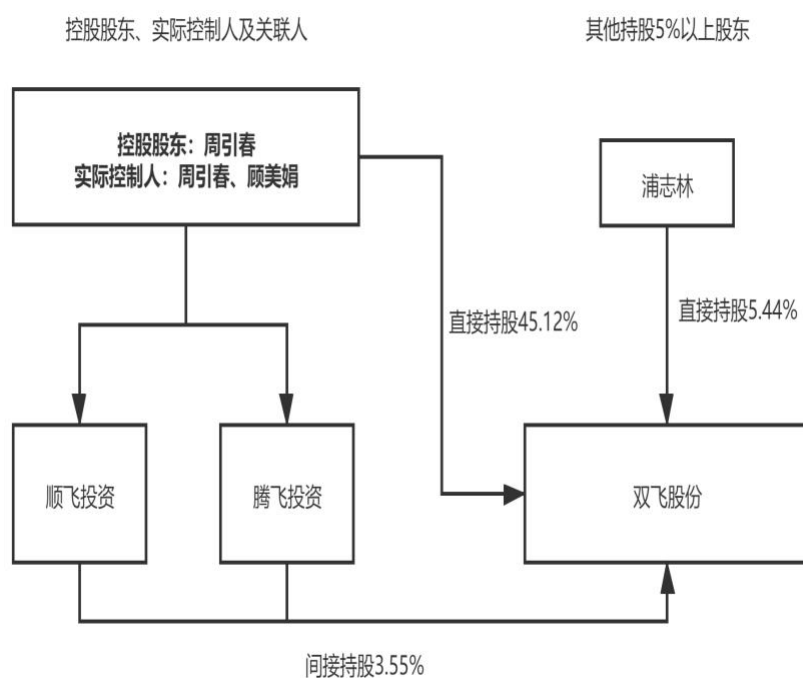 控股股东、实际控制人及关联人
其他持股5%以上股东
控股股东：周引春
实际控制人：周引春、顾美娟
浦志林
直接持股45.12%
直接持股5.44%
顺飞投资
腾飞投资
双飞股份
间接持股3.55%